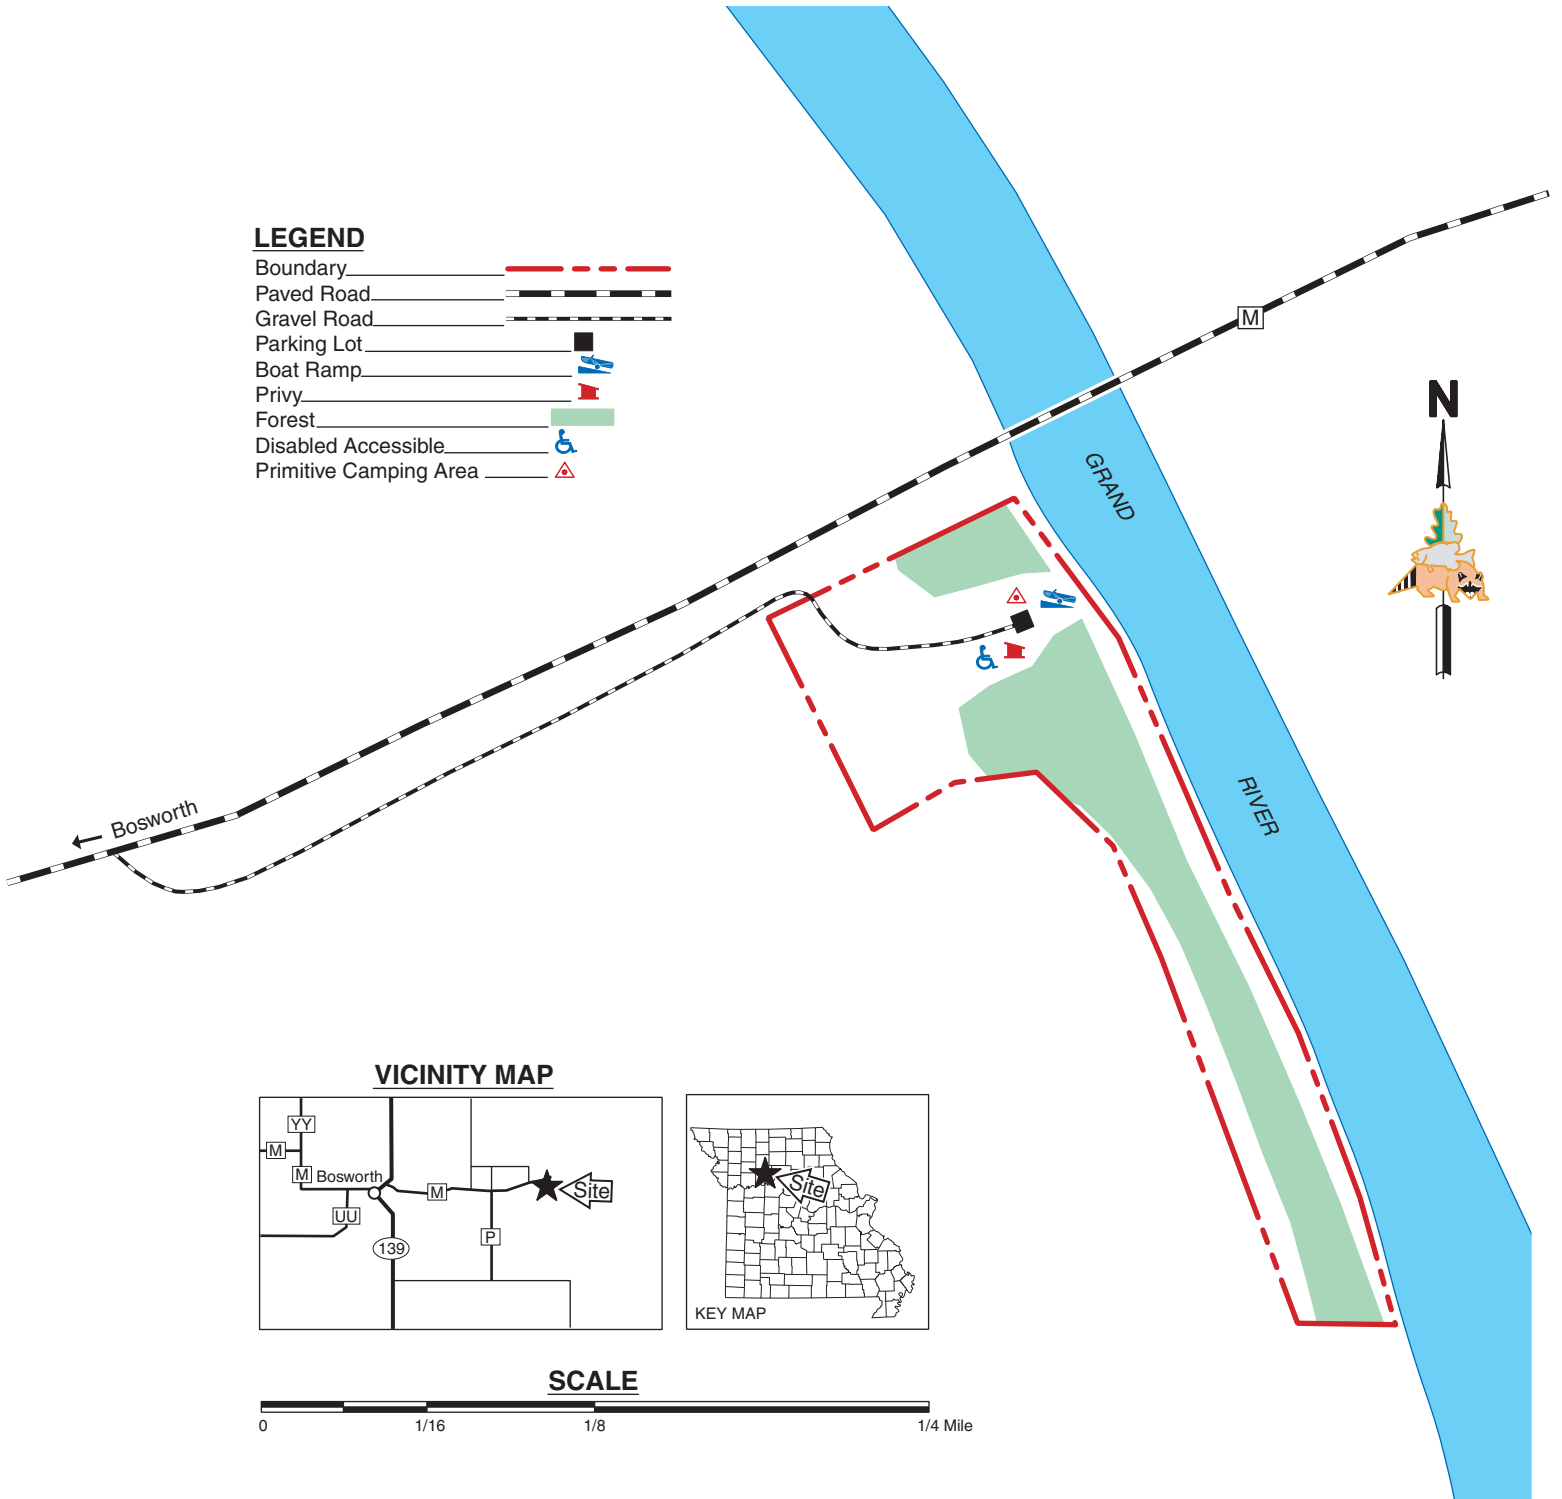 LEGEND
Boundary
Paved Road
Gravel Road
Parking Lot
Boat Ramp
Privy
Forest
Disabled Accessible
Primitive Camping Area
M
N
GRAND
RIVER
Bosworth
VICINITY MAP
YY
M
M
Bosworth
M
UU
139
P
Site
Site
KEY MAP
SCALE
0 1/16 1/8 1/4 Mile